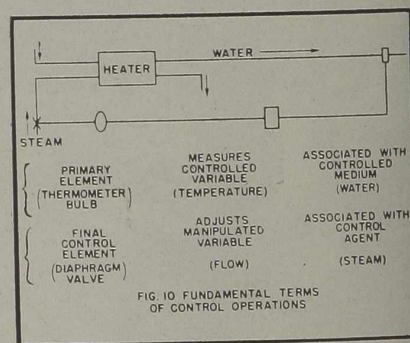 WATER
HEATER
STEAM
PRIMARY ELEMENT (THERMOMETER BULB)
MEASURES CONTROLLED VARIABLE (TEMPERATURE)
ASSOCIATED WITH CONTROLLED MEDIUM (WATER)
FINAL CONTROL ELEMENT (DIAPHRAGM VALVE)
ADJUSTS MANIPULATED VARIABLE (FLOW)
ASSOCIATED WITH CONTROL AGENT (STEAM)
FIG. 10 FUNDAMENTAL TERMS
OF CONTROL OPERATIONS